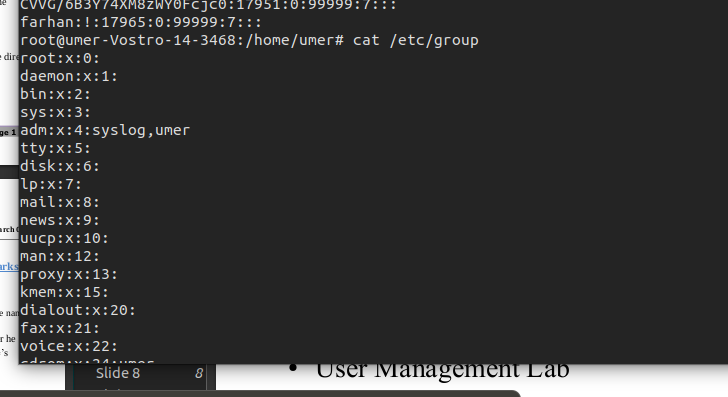 CVVG/6B3Y74XM8zWY0Fcjc0:17951:0:99999:7:::
farhan:!:17965:0:99999:7:::
root@umer-Vostro-14-3468:/home/umer# cat /etc/group
root:x:0:
daemon:x:1:
bin:x:2:
sys:x:3:
adm:x:4:syslog,umer
tty:x:5:
disk:x:6:
lp:x:7:
mail:x:8:
news:x:9:
uucp:x:10:
man:x:12:
proxy:x:13:
kmem:x:15:
dialout:x:20:
fax:x:21:
voice:x:22:
cdrom:x:24:umer
Slide 8 8
• User Management Lab